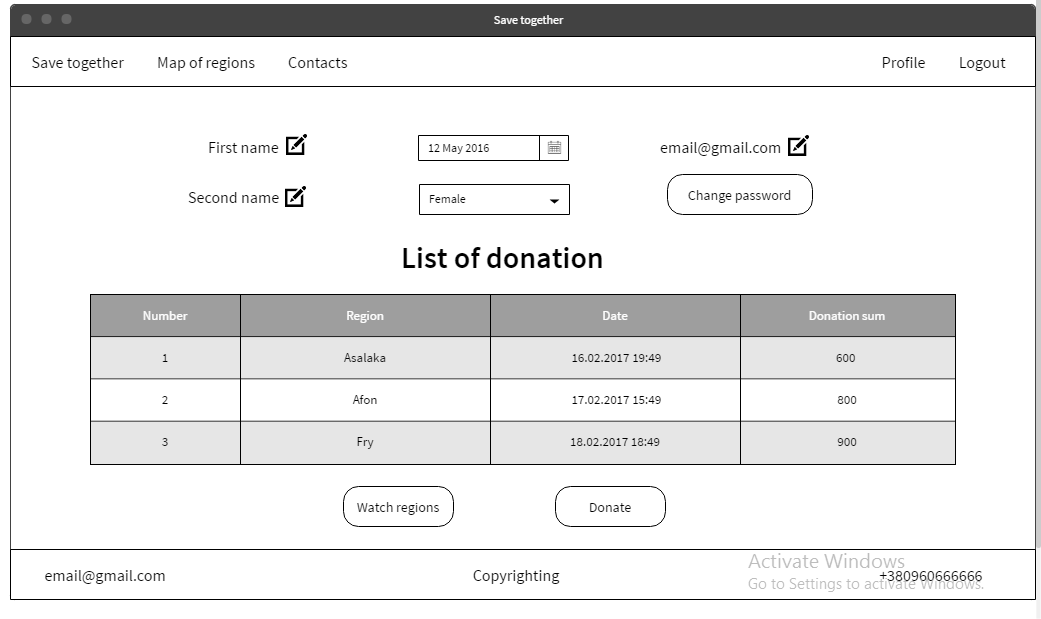 Save together
Save together Map of regions Contacts Profile Logout
First name 12 May 2016 email@gmail.com
Second name Female Change password
List of donation
Number Region Date Donation sum
1 Asalaka 16.02.2017 19:49 600
2 Afon 17.02.2017 15:49 800
3 Fry 18.02.2017 18:49 900
Watch regions Donate
Activate Windows
email@gmail.com Copyrighting +380960666666
Go to Settings to activate Windows.